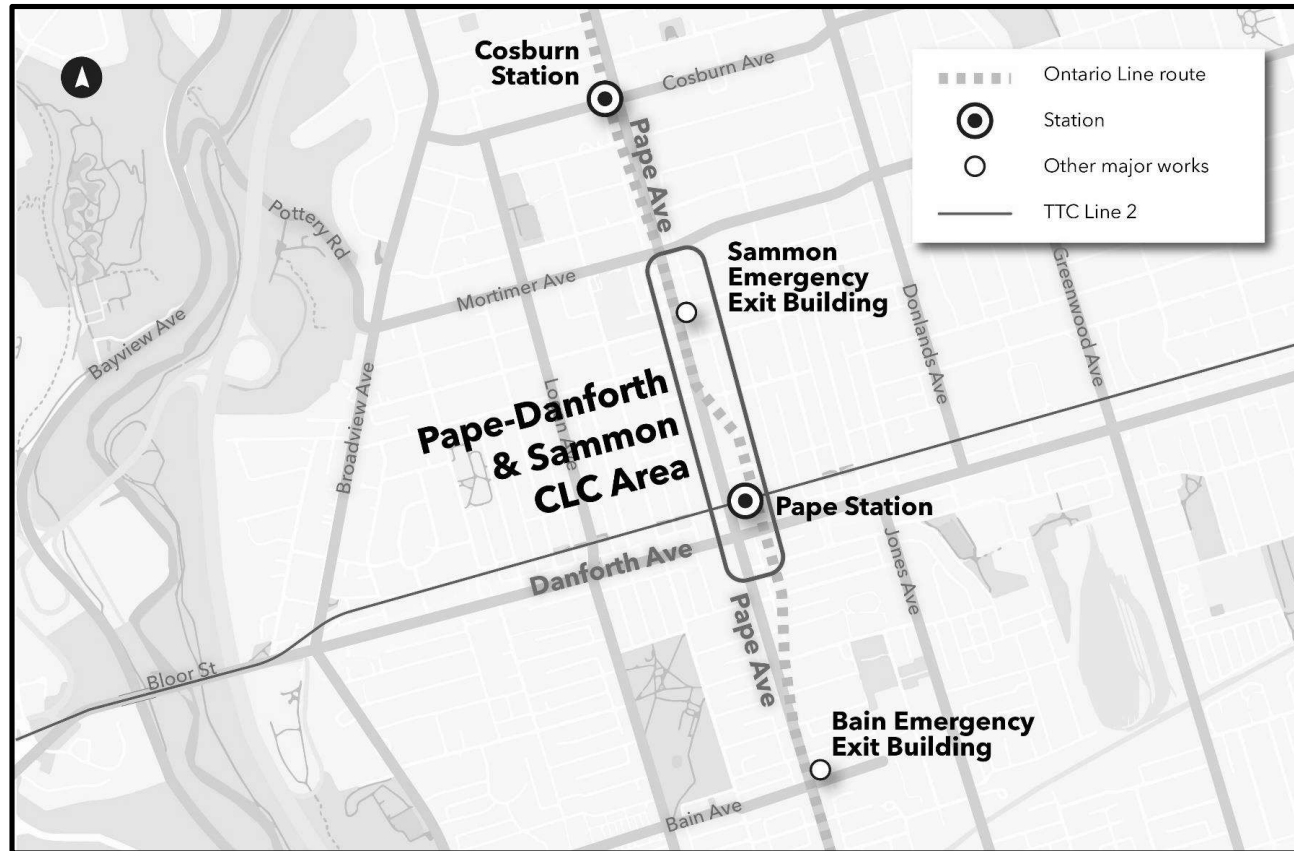 Cosburn
Station
Cosburn Ave
Ontario Line route
Station
Other major works
TTC Line 2
Pape Ave
Pottery Rd
Mortimer Ave
Sammon
Emergency
Exit Building
Bayview Ave
Broadview Ave
Logan Ave
Donlands Ave
Greenwood Ave
Pape-Danforth
& Sammon
CLC Area
Pape Station
Danforth Ave
Jones Ave
Pape Ave
Bloor St
Bain Emergency
Exit Building
Bain Ave